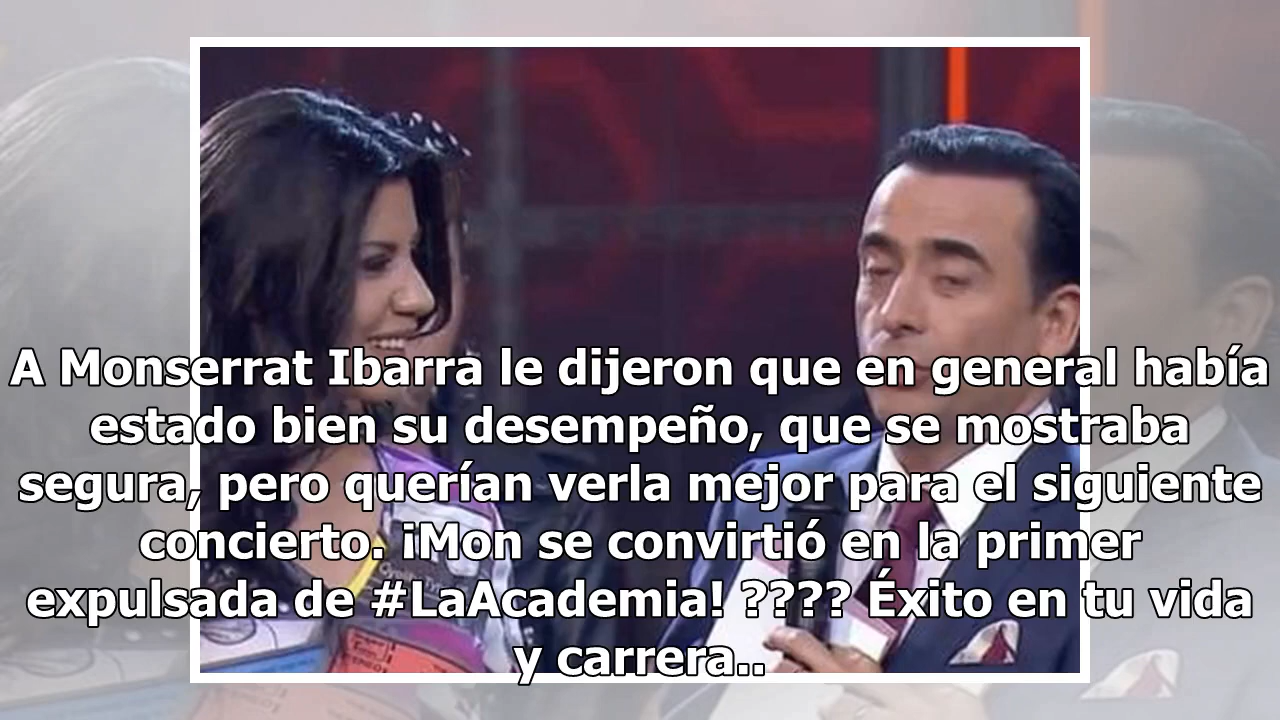 A Monserrat Ibarra le dijeron que en general había
estado bien su desempeño, que se mostraba
segura, pero querían verla mejor para el siguiente
concierto. ¡Mon se convirtió en la primer
expulsada de #LaAcademia! ???? Éxito en tu vida
y carrera..